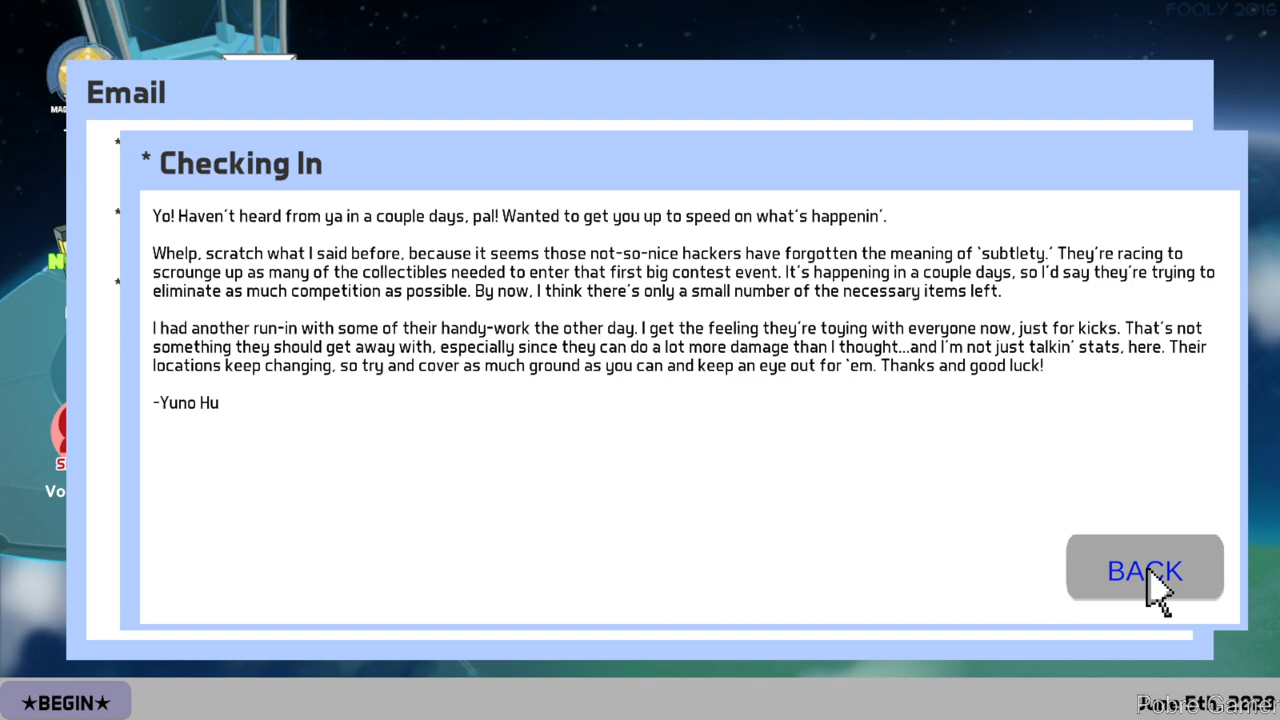 FOOLY 2016
Email
* Checking In
Yo! Haven't heard from ya in a couple days, pal! Wanted to get you up to speed on what's happenin'.
Whelp, scratch what I said before, because it seems those not-so-nice hackers have forgotten the meaning of 'subtlety.' They're racing to
scrounge up as many of the collectibles needed to enter that first big contest event. It's happening in a couple days, so I'd say they're trying to
eliminate as much competition as possible. By now, I think there's only a small number of the necessary items left.
I had another run-in with some of their handy-work the other day. I get the feeling they're toying with everyone now, just for kicks. That's not
something they should get away with, especially since they can do a lot more damage than I thought...and I'm not just talkin' stats, here. Their
locations keep changing, so try and cover as much ground as you can and keep an eye out for 'em. Thanks and good luck!
-Yuno Hu
BACK
★BEGIN★
Pobre Gamer